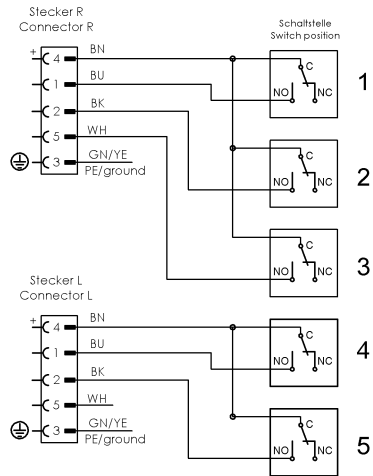 Stecker R
Connector R
Schaltstelle
Switch position
+ 4 BN
1 BU
2 BK
5 WH
3 GN/YE
PE/ground
C
NO NC
1
C
NO NC
2
C
NO NC
3
Stecker L
Connector L
+ 4 BN
1 BU
2 BK
5 WH
3 GN/YE
PE/ground
C
NO NC
4
C
NO NC
5